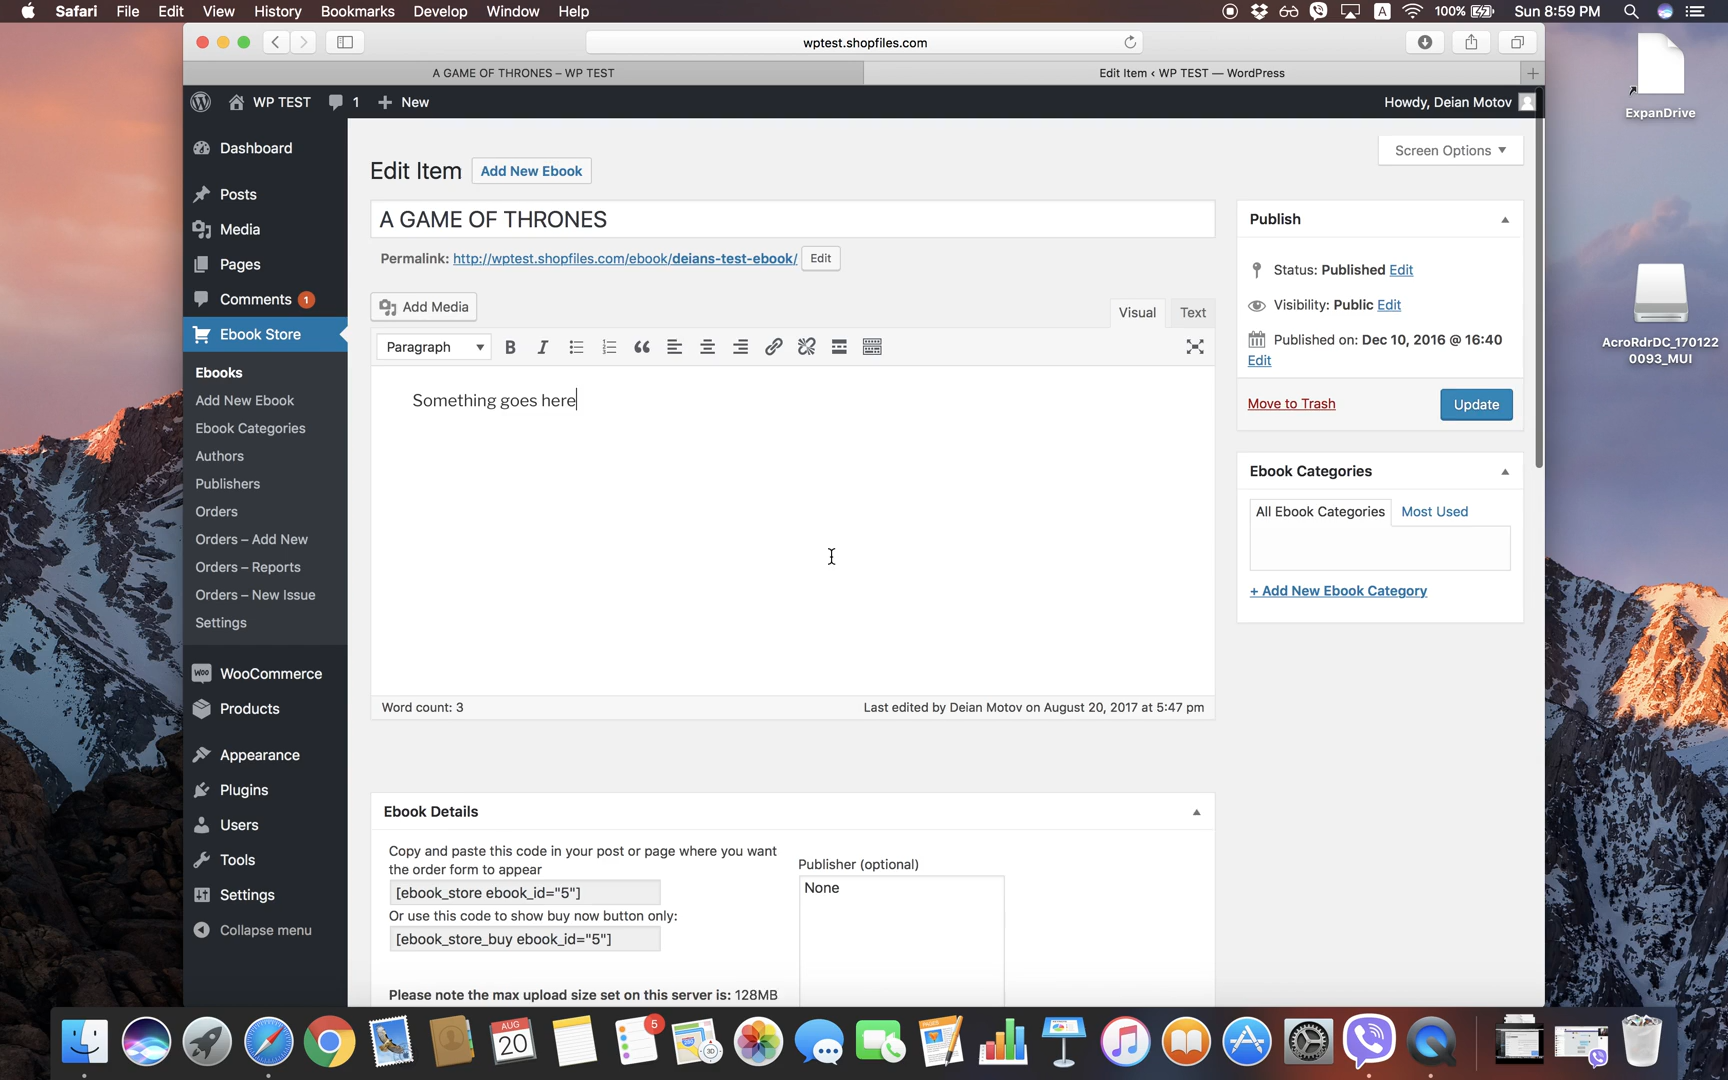 Safari File Edit View History Bookmarks Develop Window Help
A 100% Sun 8:59 PM
wptest.shopfiles.com
A GAME OF THRONES – WP TEST
Edit Item ‹ WP TEST — WordPress
WP TEST 1 New
Howdy, Deian Motov
Dashboard
Posts
Media
Pages
Comments 1
Ebook Store
Ebooks
Add New Ebook
Ebook Categories
Authors
Publishers
Orders
Orders – Add New
Orders – Reports
Orders – New Issue
Settings
Woo WooCommerce
Products
Appearance
Plugins
Users
Tools
Settings
Collapse menu
Screen Options
Edit Item Add New Ebook
A GAME OF THRONES
Permalink: http://wptest.shopfiles.com/ebook/deians-test-ebook/ Edit
Add Media
Visual Text
Paragraph B I
Something goes here
Word count: 3
Last edited by Deian Motov on August 20, 2017 at 5:47 pm
Ebook Details
Copy and paste this code in your post or page where you want
the order form to appear
[ebook_store ebook_id="5"]
Or use this code to show buy now button only:
[ebook_store_buy ebook_id="5"]
Please note the max upload size set on this server is: 128MB
Publisher (optional)
None
Publish
Status: Published Edit
Visibility: Public Edit
Published on: Dec 10, 2016 @ 16:40
Edit
Move to Trash
Update
Ebook Categories
All Ebook Categories Most Used
+ Add New Ebook Category
ExpanDrive
AcroRdrDC_170122
0093_MUI
AUG
20
5
3D